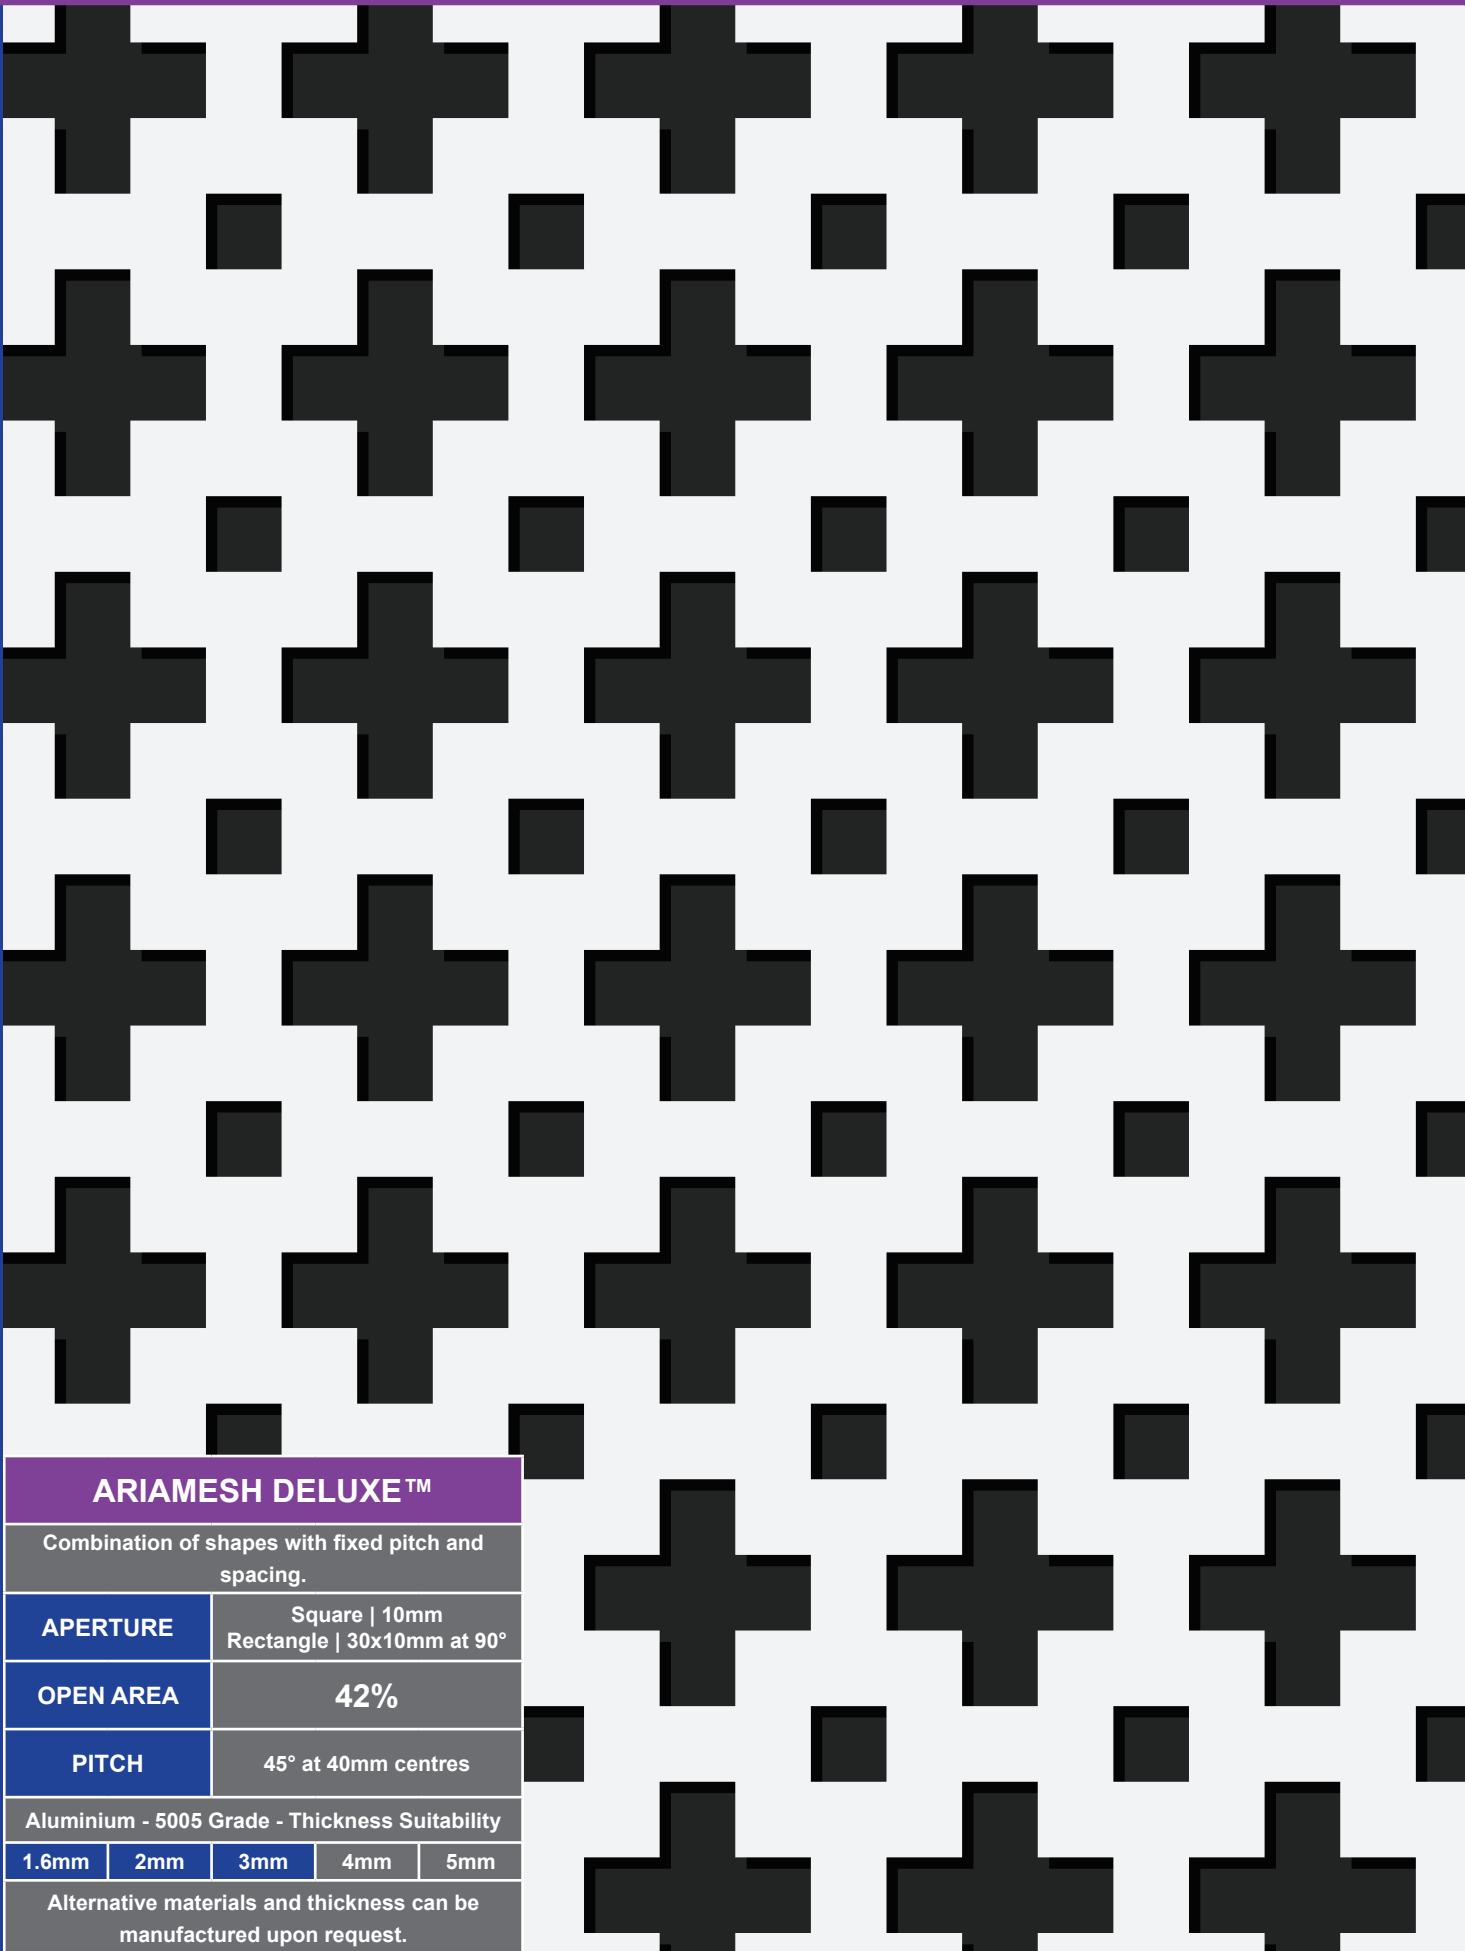 ARIAMESH DELUXE™
Combination of shapes with fixed pitch and
spacing.
APERTURE
Square | 10mm
Rectangle | 30x10mm at 90°
OPEN AREA
42%
PITCH
45° at 40mm centres
Aluminium - 5005 Grade - Thickness Suitability
1.6mm 2mm 3mm 4mm 5mm
Alternative materials and thickness can be
manufactured upon request.